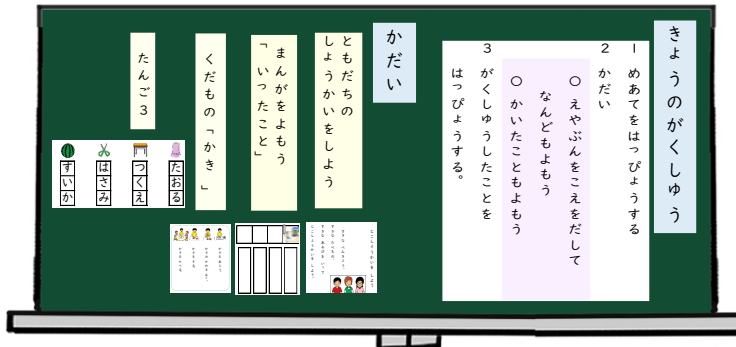 きょうのがくしゅう
1 めあてをはっぴょうする
2 かだい
○ えやぶんをこえをだして
なんどもよもう
○ かいたこともよもう
3 がくしゅうしたことを
はっぴょうする。
かだい
ともだちの
しょうかいをしよう
まんがをよもう
「いったこと」
くだもの「かき」
たんご3
たおる
つくえ
はさみ
すいか